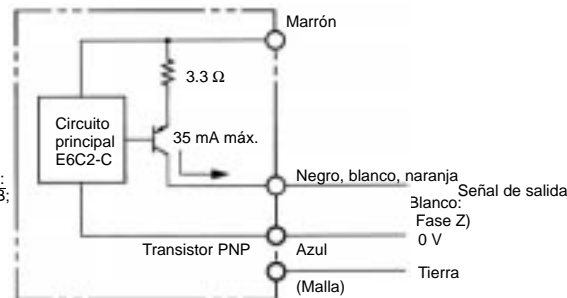 Marrón
3.3 Ω
Circuito
principal
E6C2-C
35 mA máx.
Negro, blanco, naranja
Señal de salida
Blanco:
Fase Z)
0 V
Transistor PNP
Azul
Tierra
(Malla)